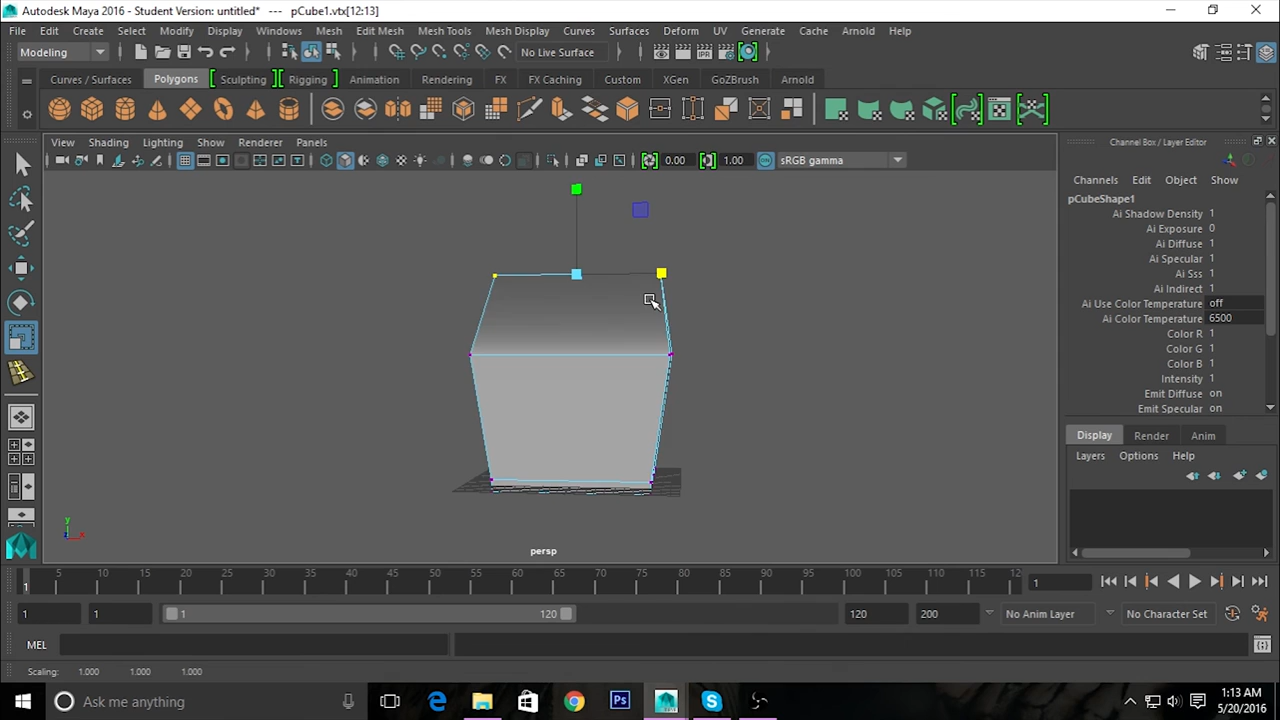 Autodesk Maya 2016 - Student Version: untitled*   ---   pCube1.vtx[12:13]
File Edit Create Select Modify Display Windows Mesh Edit Mesh Mesh Tools Mesh Display Curves Surfaces Deform UV Generate Cache Arnold Help
Modeling No Live Surface
Curves / Surfaces Polygons Sculpting Rigging Animation Rendering FX FX Caching Custom XGen GoZBrush Arnold
View Shading Lighting Show Renderer Panels
0.00 1.00 sRGB gamma
persp
Channel Box / Layer Editor
Channels Edit Object Show
pCubeShape1
Ai Shadow Density 1
Ai Exposure 0
Ai Diffuse 1
Ai Specular 1
Ai Sss 1
Ai Indirect 1
Ai Use Color Temperature off
Ai Color Temperature 6500
Color R 1
Color G 1
Color B 1
Intensity 1
Emit Diffuse on
Emit Specular on
Display Render Anim
Layers Options Help
5 10 15 20 25 30 35 40 45 50 55 60 65 70 75 80 85 90 95 100 105 110 115 12
1 1
1 1 1 120 120 200 No Anim Layer No Character Set
MEL
Scaling: 1.000 1.000 1.000
Ask me anything 1:13 AM
5/20/2016